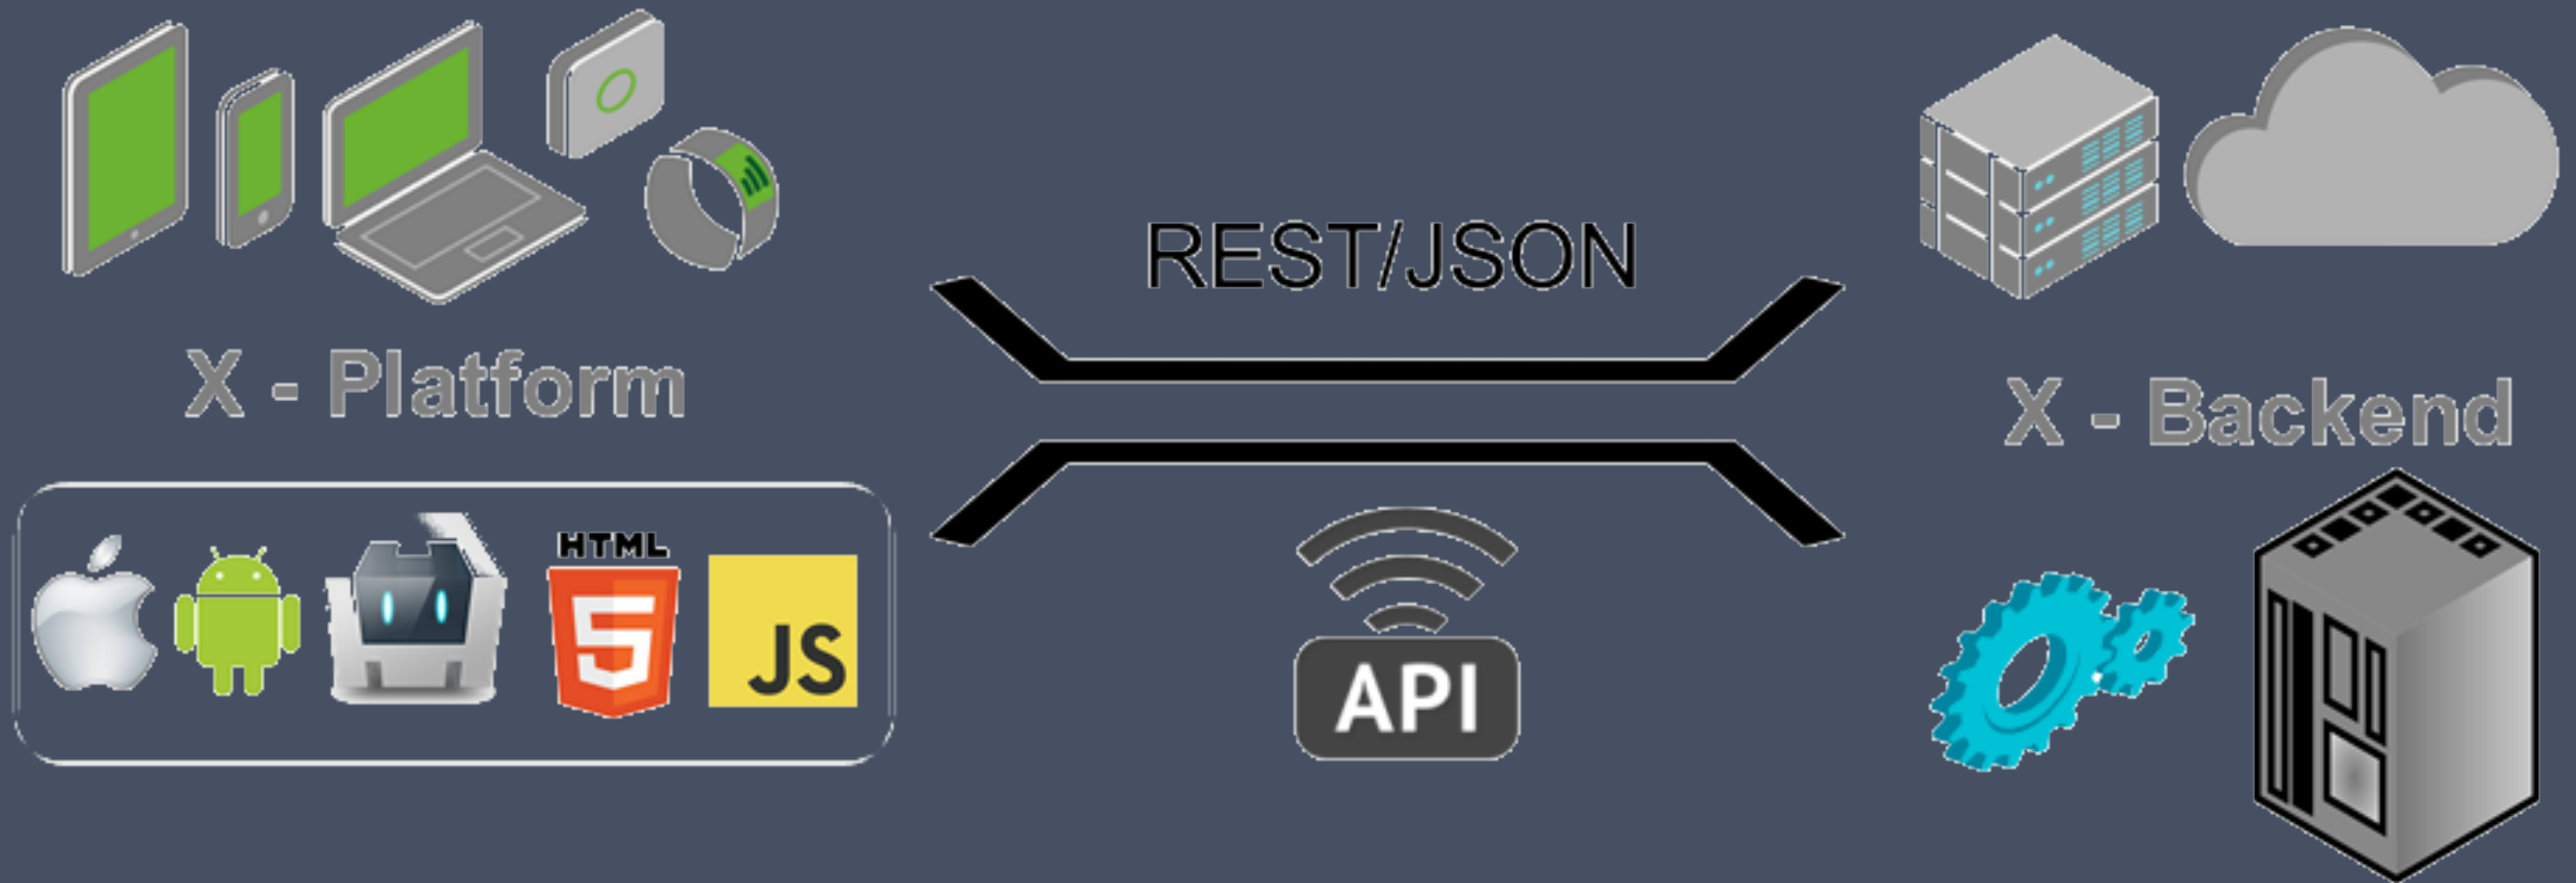 REST/JSON
X - Platform
X - Backend
HTML
5
JS
API